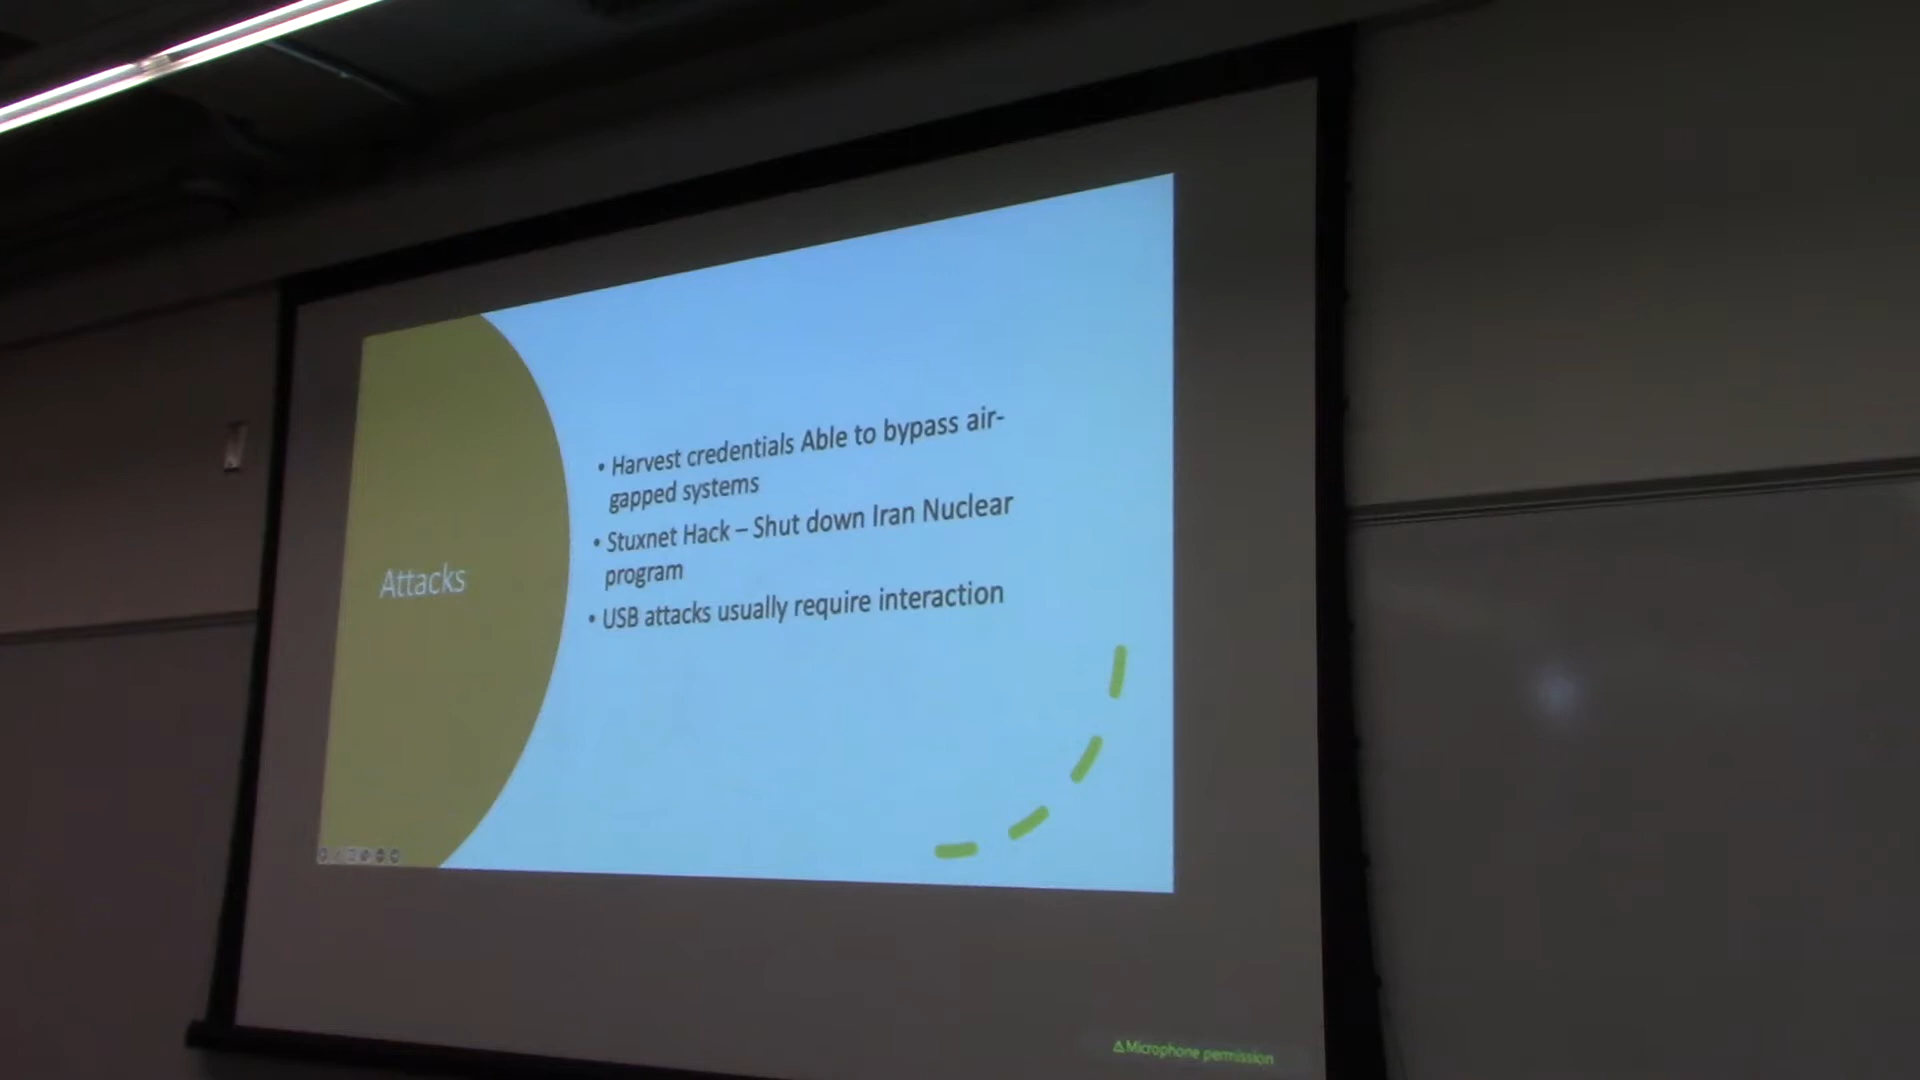 Attacks
• Harvest credentials Able to bypass air-
gapped systems
• Stuxnet Hack – Shut down Iran Nuclear
program
• USB attacks usually require interaction
⚠Microphone permission